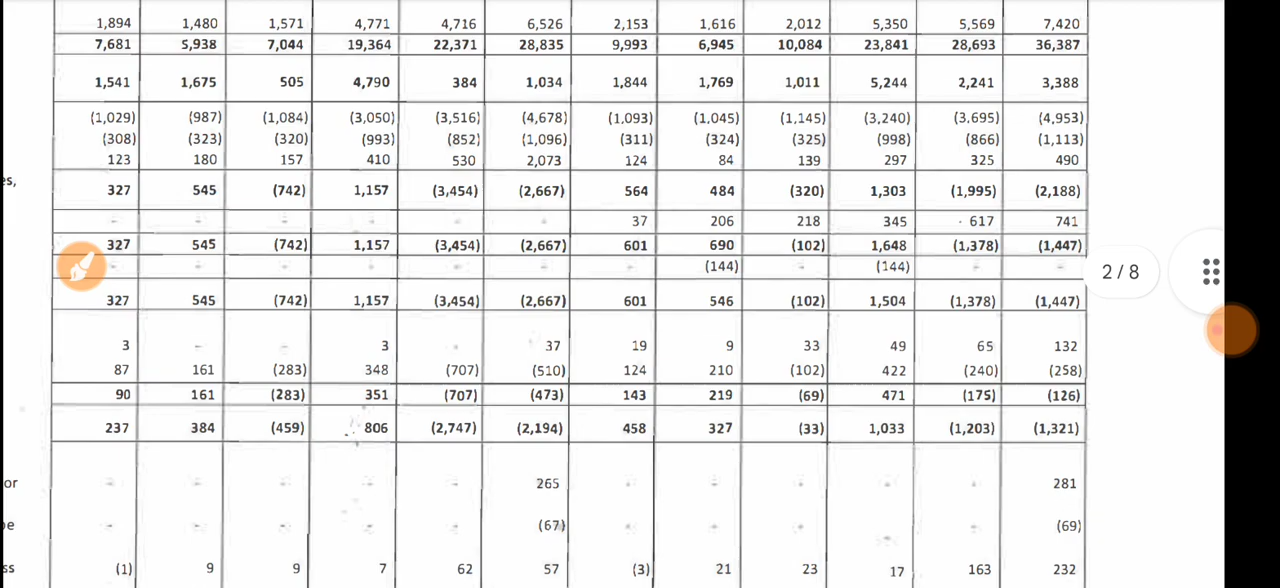 1,894 1,480 1,571 4,771 4,716 6,526 2,153 1,616 2,012 5,350 5,569 7,420
7,681 5,938 7,044 19,364 22,371 28,835 9,993 6,945 10,084 23,841 28,693 36,387
1,541 1,675 505 4,790 384 1,034 1,844 1,769 1,011 5,244 2,241 3,388
(1,029) (987) (1,084) (3,050) (3,516) (4,678) (1,093) (1,045) (1,145) (3,240) (3,695) (4,953)
(308) (323) (320) (993) (852) (1,096) (311) (324) (325) (998) (866) (1,113)
123 180 157 410 530 2,073 124 84 139 297 325 490
es, 327 545 (742) 1,157 (3,454) (2,667) 564 484 (320) 1,303 (1,995) (2,188)
- - - - - - 37 206 218 345 617 741
327 545 (742) 1,157 (3,454) (2,667) 601 690 (102) 1,648 (1,378) (1,447)
- - - - - - - (144) - (144) - -
2/8
327 545 (742) 1,157 (3,454) (2,667) 601 546 (102) 1,504 (1,378) (1,447)
3 - - 3 - 37 19 9 33 49 65 132
87 161 (283) 348 (707) (510) 124 210 (102) 422 (240) (258)
90 161 (283) 351 (707) (473) 143 219 (69) 471 (175) (126)
237 384 (459) 806 (2,747) (2,194) 458 327 (33) 1,033 (1,203) (1,321)
or - - - - - 265 - - - - - 281
be - - - - - (67) - - - - - (69)
ss (1) 9 9 7 62 57 (3) 21 23 17 163 232